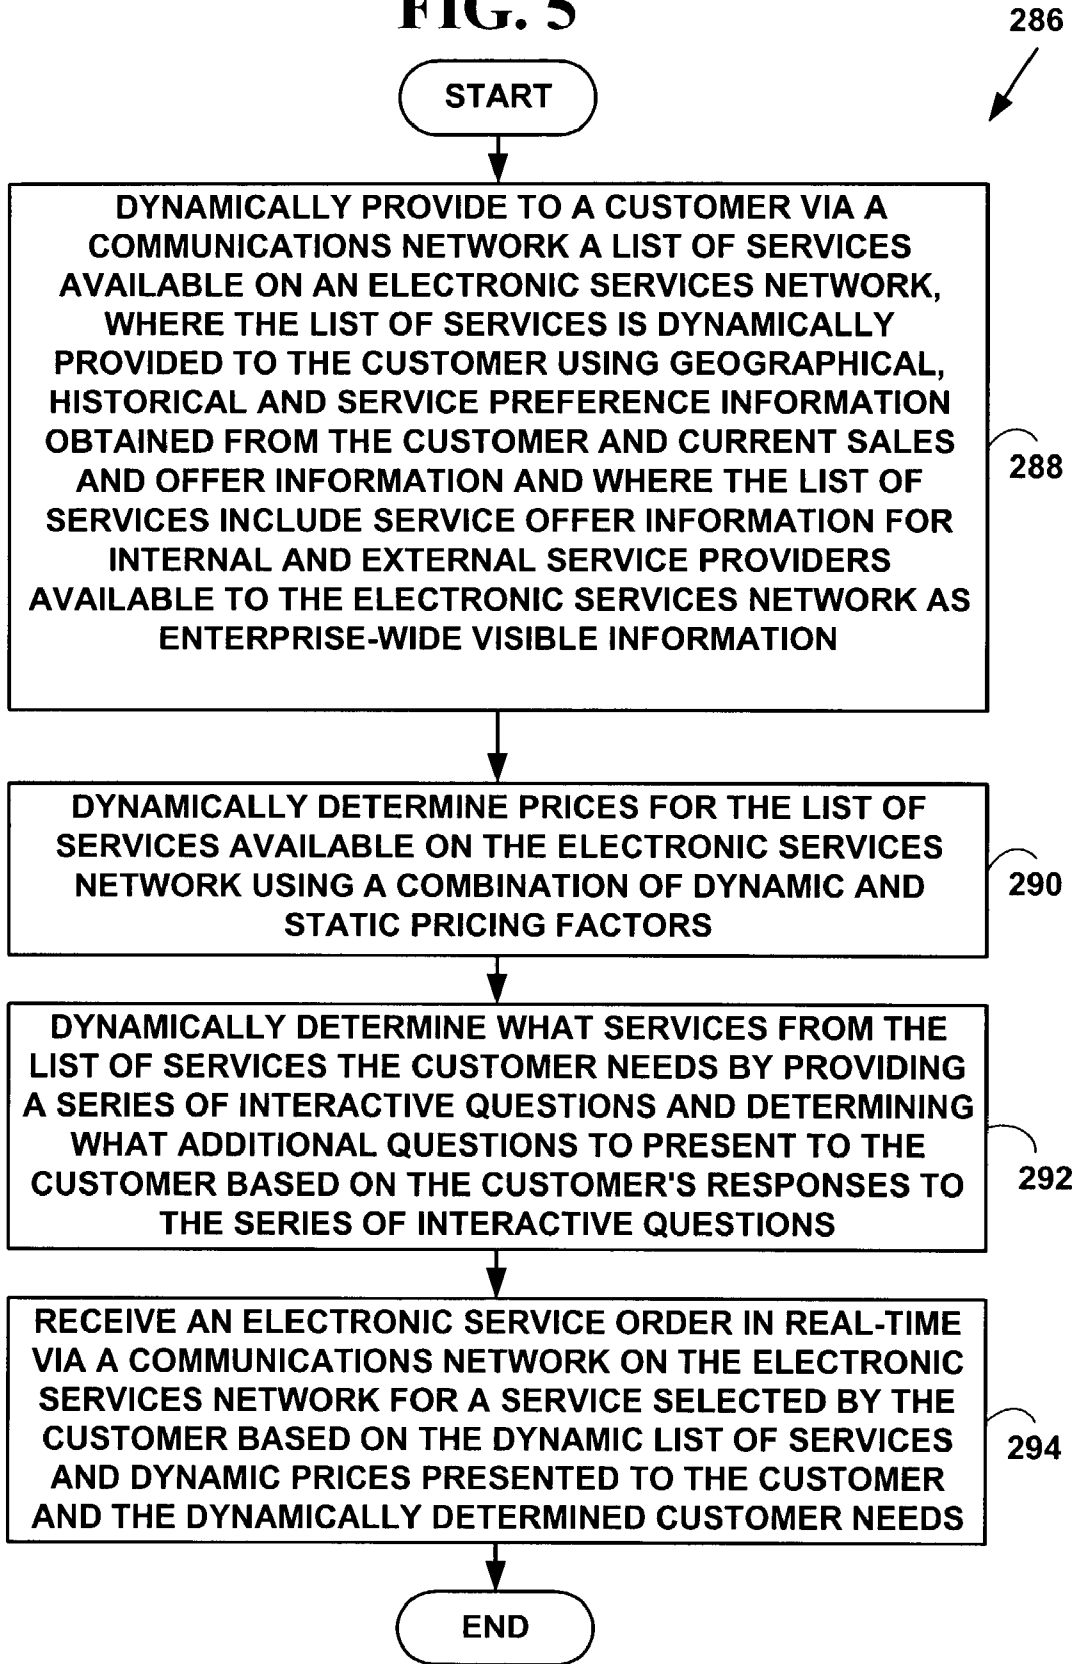 FIG. 5
286
START
DYNAMICALLY PROVIDE TO A CUSTOMER VIA A
COMMUNICATIONS NETWORK A LIST OF SERVICES
AVAILABLE ON AN ELECTRONIC SERVICES NETWORK,
WHERE THE LIST OF SERVICES IS DYNAMICALLY
PROVIDED TO THE CUSTOMER USING GEOGRAPHICAL,
HISTORICAL AND SERVICE PREFERENCE INFORMATION
OBTAINED FROM THE CUSTOMER AND CURRENT SALES
AND OFFER INFORMATION AND WHERE THE LIST OF
SERVICES INCLUDE SERVICE OFFER INFORMATION FOR
INTERNAL AND EXTERNAL SERVICE PROVIDERS
AVAILABLE TO THE ELECTRONIC SERVICES NETWORK AS
ENTERPRISE-WIDE VISIBLE INFORMATION
288
DYNAMICALLY DETERMINE PRICES FOR THE LIST OF
SERVICES AVAILABLE ON THE ELECTRONIC SERVICES
NETWORK USING A COMBINATION OF DYNAMIC AND
STATIC PRICING FACTORS
290
DYNAMICALLY DETERMINE WHAT SERVICES FROM THE
LIST OF SERVICES THE CUSTOMER NEEDS BY PROVIDING
A SERIES OF INTERACTIVE QUESTIONS AND DETERMINING
WHAT ADDITIONAL QUESTIONS TO PRESENT TO THE
CUSTOMER BASED ON THE CUSTOMER'S RESPONSES TO
THE SERIES OF INTERACTIVE QUESTIONS
292
RECEIVE AN ELECTRONIC SERVICE ORDER IN REAL-TIME
VIA A COMMUNICATIONS NETWORK ON THE ELECTRONIC
SERVICES NETWORK FOR A SERVICE SELECTED BY THE
CUSTOMER BASED ON THE DYNAMIC LIST OF SERVICES
AND DYNAMIC PRICES PRESENTED TO THE CUSTOMER
AND THE DYNAMICALLY DETERMINED CUSTOMER NEEDS
294
END